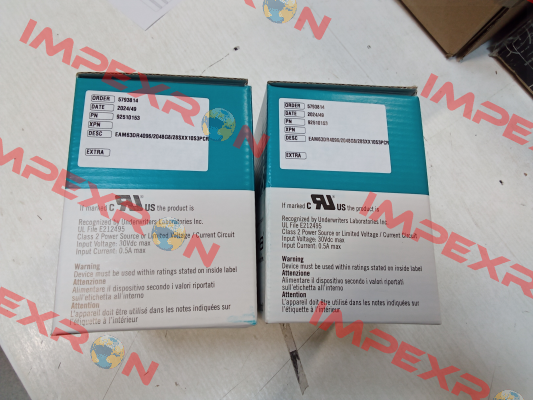 ORDER 5793814
DATE 2024/49
PN 92510153
XPN
DESC EAM63DR4096/2048G8/28SXX10S3PCR
EXTRA
If marked C RU US the product is
Recognized by Underwriters Laboratories Inc.
UL File E212495
Class 2 Power Source or Limited Voltage / Current Circuit
Input Voltage: 30Vdc max
Input Current: 0.5A max
Warning
Device must be used within ratings stated on inside label
Attenzione
Alimentare il dispositivo secondo i valori riportati
sull'etichetta all'interno
Attention
L'appareil doit être utilisé dans les notes indiquées sur
l'étiquette à l'intérieur
ORDER 5793814
DATE 2024/49
PN 92510153
XPN
DESC EAM63DR4096/2048G8/28SXX10S3PCR
EXTRA
If marked C RU US the product is
Recognized by Underwriters Laboratories Inc.
UL File E212495
Class 2 Power Source or Limited Voltage / Current Circuit
Input Voltage: 30Vdc max
Input Current: 0.5A max
Warning
Device must be used within ratings stated on inside label
Attenzione
Alimentare il dispositivo secondo i valori riportati
sull'etichetta all'interno
Attention
L'appareil doit être utilisé dans les notes indiquées sur
l'étiquette à l'intérieur
IMPEXRON
IMPEXRON
IMPEXRON
IMPEXRON